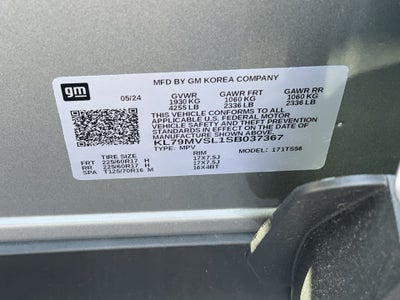 gm
MFD BY GM KOREA COMPANY
05/24 GVWR GAWR FRT GAWR RR
1930 KG 1060 KG 1060 KG
4255 LB 2336 LB 2336 LB
THIS VEHICLE CONFORMS TO ALL
APPLICABLE U.S. FEDERAL MOTOR
VEHICLE SAFETY AND THEFT PREVENTION
STANDARDS IN EFFECT ON THE DATE OF
MANUFACTURE SHOWN ABOVE.
KL79MVSL1SB037367
TYPE: MPV MODEL: 1TTS56
TIRE SIZE RIM
FRT 225/60R17 H 17X7.5J
RR 225/60R17 H 17X7.5J
SPA T125/70R16 M 16X4BT